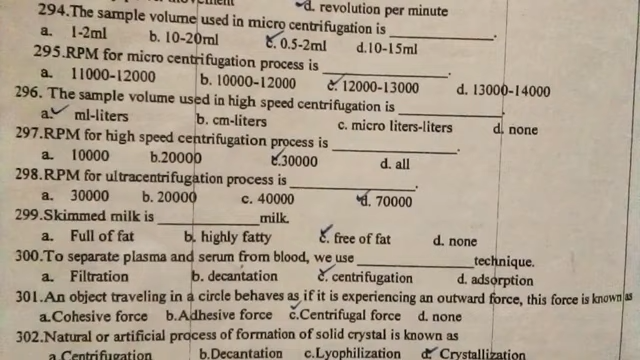 d. revolution per minute
294.The sample volume used in micro centrifugation is ____________.
a. 1-2ml b. 10-20ml c. 0.5-2ml d.10-15ml
295.RPM for micro centrifugation process is ____________.
a. 11000-12000 b. 10000-12000 c. 12000-13000 d. 13000-14000
296. The sample volume used in high speed centrifugation is ____________.
a. ml-liters b. cm-liters c. micro liters-liters d. none
297.RPM for high speed centrifugation process is ____________.
a. 10000 b.20000 c.30000 d. all
298.RPM for ultracentrifugation process is ____________.
a. 30000 b. 20000 c. 40000 d. 70000
299.Skimmed milk is ____________milk.
a. Full of fat b. highly fatty c. free of fat d. none
300.To separate plasma and serum from blood, we use ____________technique.
a. Filtration b. decantation c. centrifugation d. adsorption
301.An object traveling in a circle behaves as if it is experiencing an outward force, this force is known as
a.Cohesive force b.Adhesive force c.Centrifugal force d. none
302.Natural or artificial process of formation of solid crystal is known as
a.Centrifugation b.Decantation c.Lyophilization d Crystallization